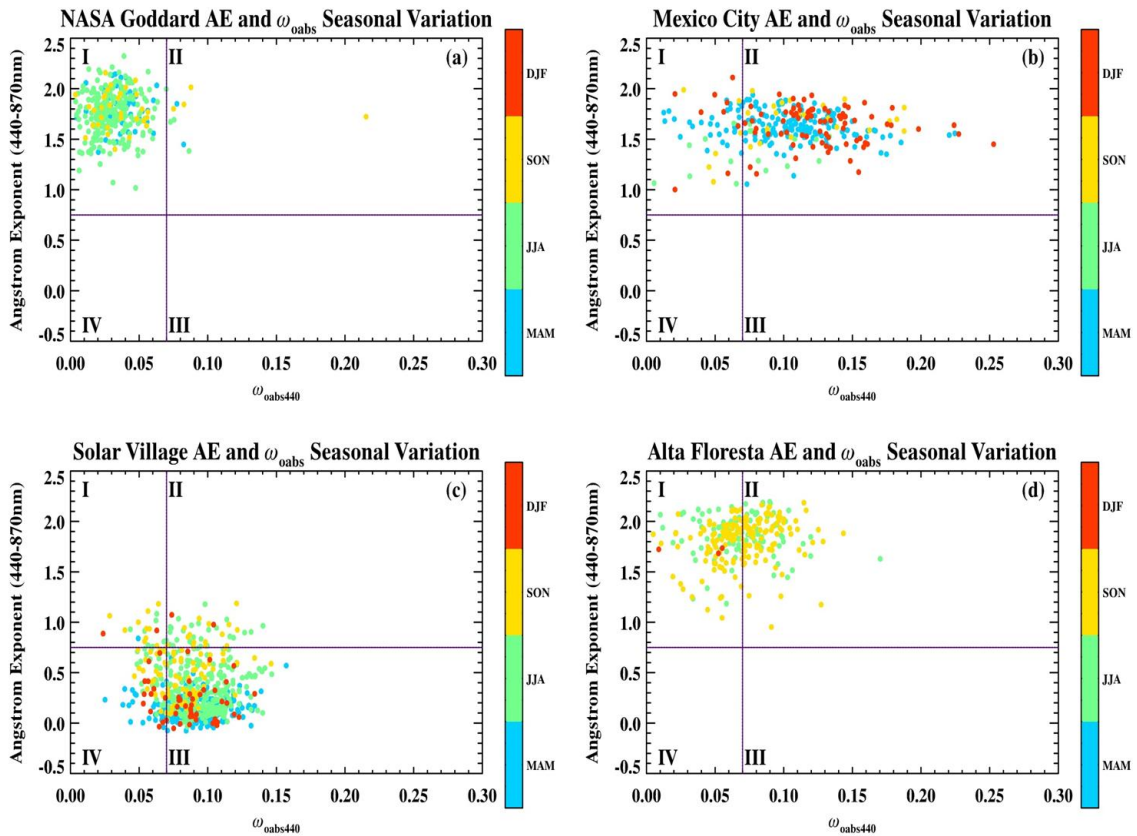 NASA Goddard AE and ωoabs Seasonal Variation
I II (a)
2.5
2.0
1.5
1.0
0.5
0.0
-0.5
IV III
0.00 0.05 0.10 0.15 0.20 0.25 0.30
ωoabs440
Angstrom Exponent (440-870nm)
DJF
SON
JJA
MAM
Mexico City AE and ωoabs Seasonal Variation
I II (b)
2.5
2.0
1.5
1.0
0.5
0.0
-0.5
IV III
0.00 0.05 0.10 0.15 0.20 0.25 0.30
ωoabs440
Angstrom Exponent (440-870nm)
DJF
SON
JJA
MAM
Solar Village AE and ωoabs Seasonal Variation
I II (c)
2.5
2.0
1.5
1.0
0.5
0.0
-0.5
IV III
0.00 0.05 0.10 0.15 0.20 0.25 0.30
ωoabs440
Angstrom Exponent (440-870nm)
DJF
SON
JJA
MAM
Alta Floresta AE and ωoabs Seasonal Variation
I II (d)
2.5
2.0
1.5
1.0
0.5
0.0
-0.5
IV III
0.00 0.05 0.10 0.15 0.20 0.25 0.30
ωoabs440
Angstrom Exponent (440-870nm)
DJF
SON
JJA
MAM